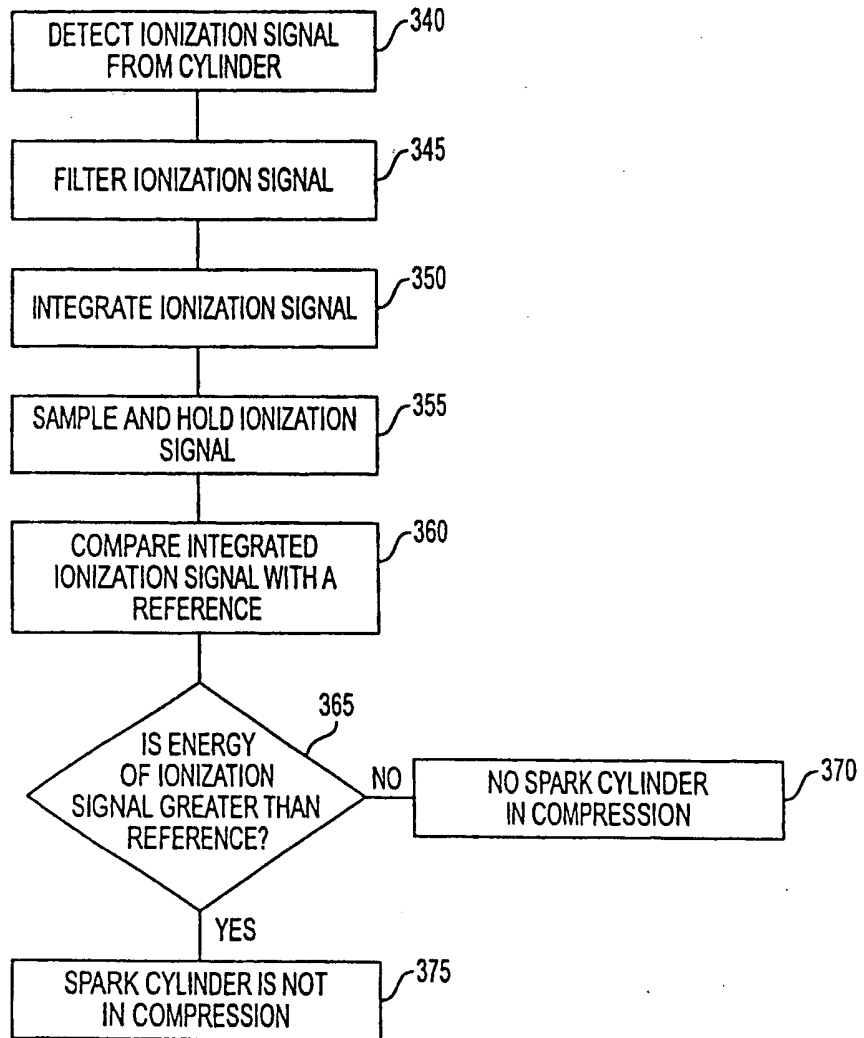 DETECT IONIZATION SIGNAL
FROM CYLINDER
340
FILTER IONIZATION SIGNAL
345
INTEGRATE IONIZATION SIGNAL
350
SAMPLE AND HOLD IONIZATION
SIGNAL
355
COMPARE INTEGRATED
IONIZATION SIGNAL WITH A
REFERENCE
360
365
IS ENERGY
OF IONIZATION
SIGNAL GREATER THAN
REFERENCE?
NO
NO SPARK CYLINDER
IN COMPRESSION
370
YES
SPARK CYLINDER IS NOT
IN COMPRESSION
375